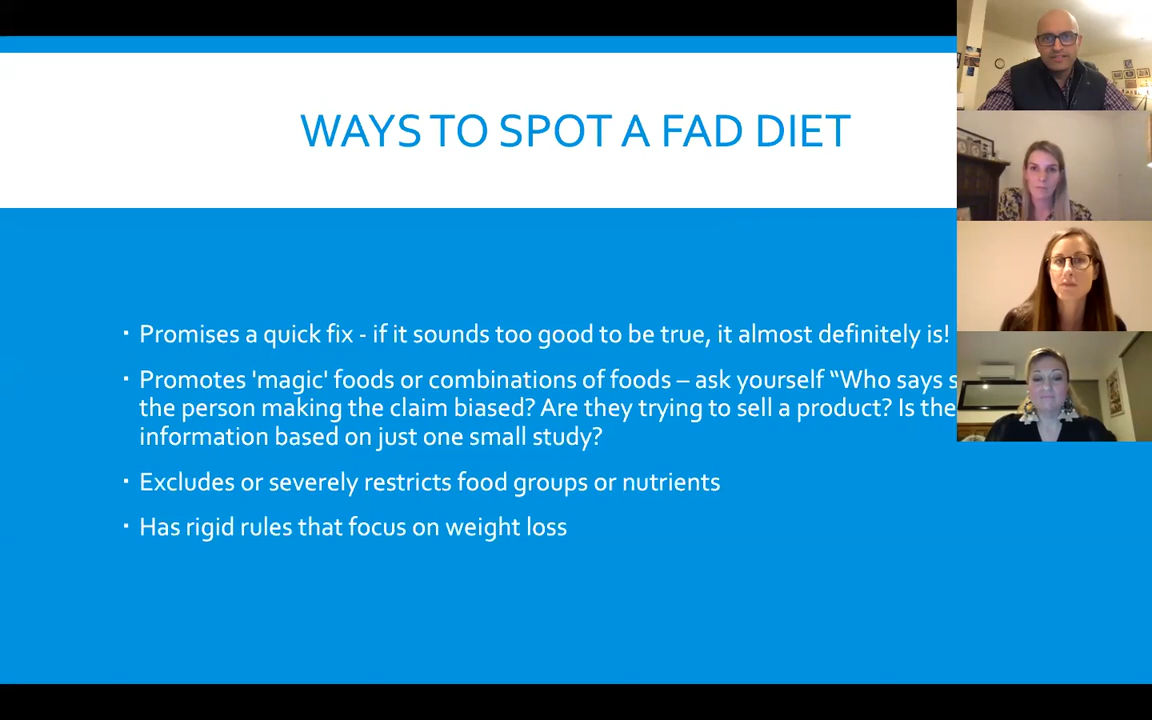 WAYS TO SPOT A FAD DIET
▪ Promises a quick fix - if it sounds too good to be true, it almost definitely is!
▪ Promotes 'magic' foods or combinations of foods – ask yourself “Who says
the person making the claim biased? Are they trying to sell a product? Is the
information based on just one small study?
▪ Excludes or severely restricts food groups or nutrients
▪ Has rigid rules that focus on weight loss